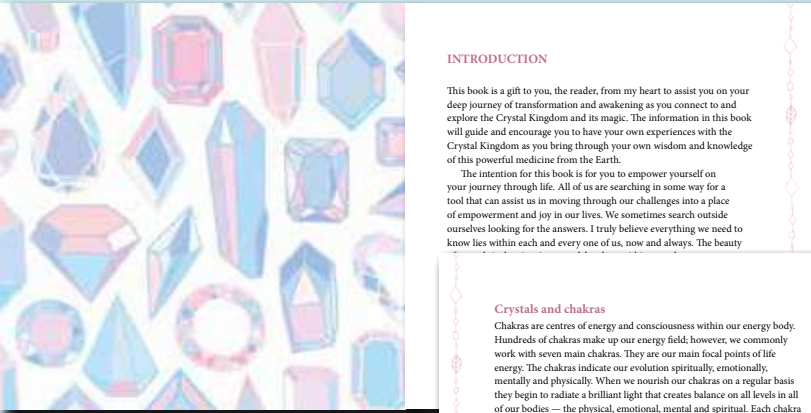 INTRODUCTION
This book is a gift to you, the reader, from my heart to assist you on your
deep journey of transformation and awakening as you connect to and
explore the Crystal Kingdom and its magic. The information in this book
will guide and encourage you to have your own experiences with the
Crystal Kingdom as you bring through your own wisdom and knowledge
of this powerful medicine from the Earth.
The intention for this book is for you to empower yourself on
your journey through life. All of us are searching in some way for a
tool that can assist us in moving through our challenges into a place
of empowerment and joy in our lives. We sometimes search outside
ourselves looking for the answers. I truly believe everything we need to
know lies within each and every one of us, now and always. The beauty
Crystals and chakras
Chakras are centres of energy and consciousness within our energy body.
Hundreds of chakras make up our energy field; however, we commonly
work with seven main chakras. They are our main focal points of life
energy. The chakras indicate our evolution spiritually, emotionally,
mentally and physically. When we nourish our chakras on a regular basis
they begin to radiate a brilliant light that creates balance on all levels in all
of our bodies — the physical, emotional, mental and spiritual. Each chakra